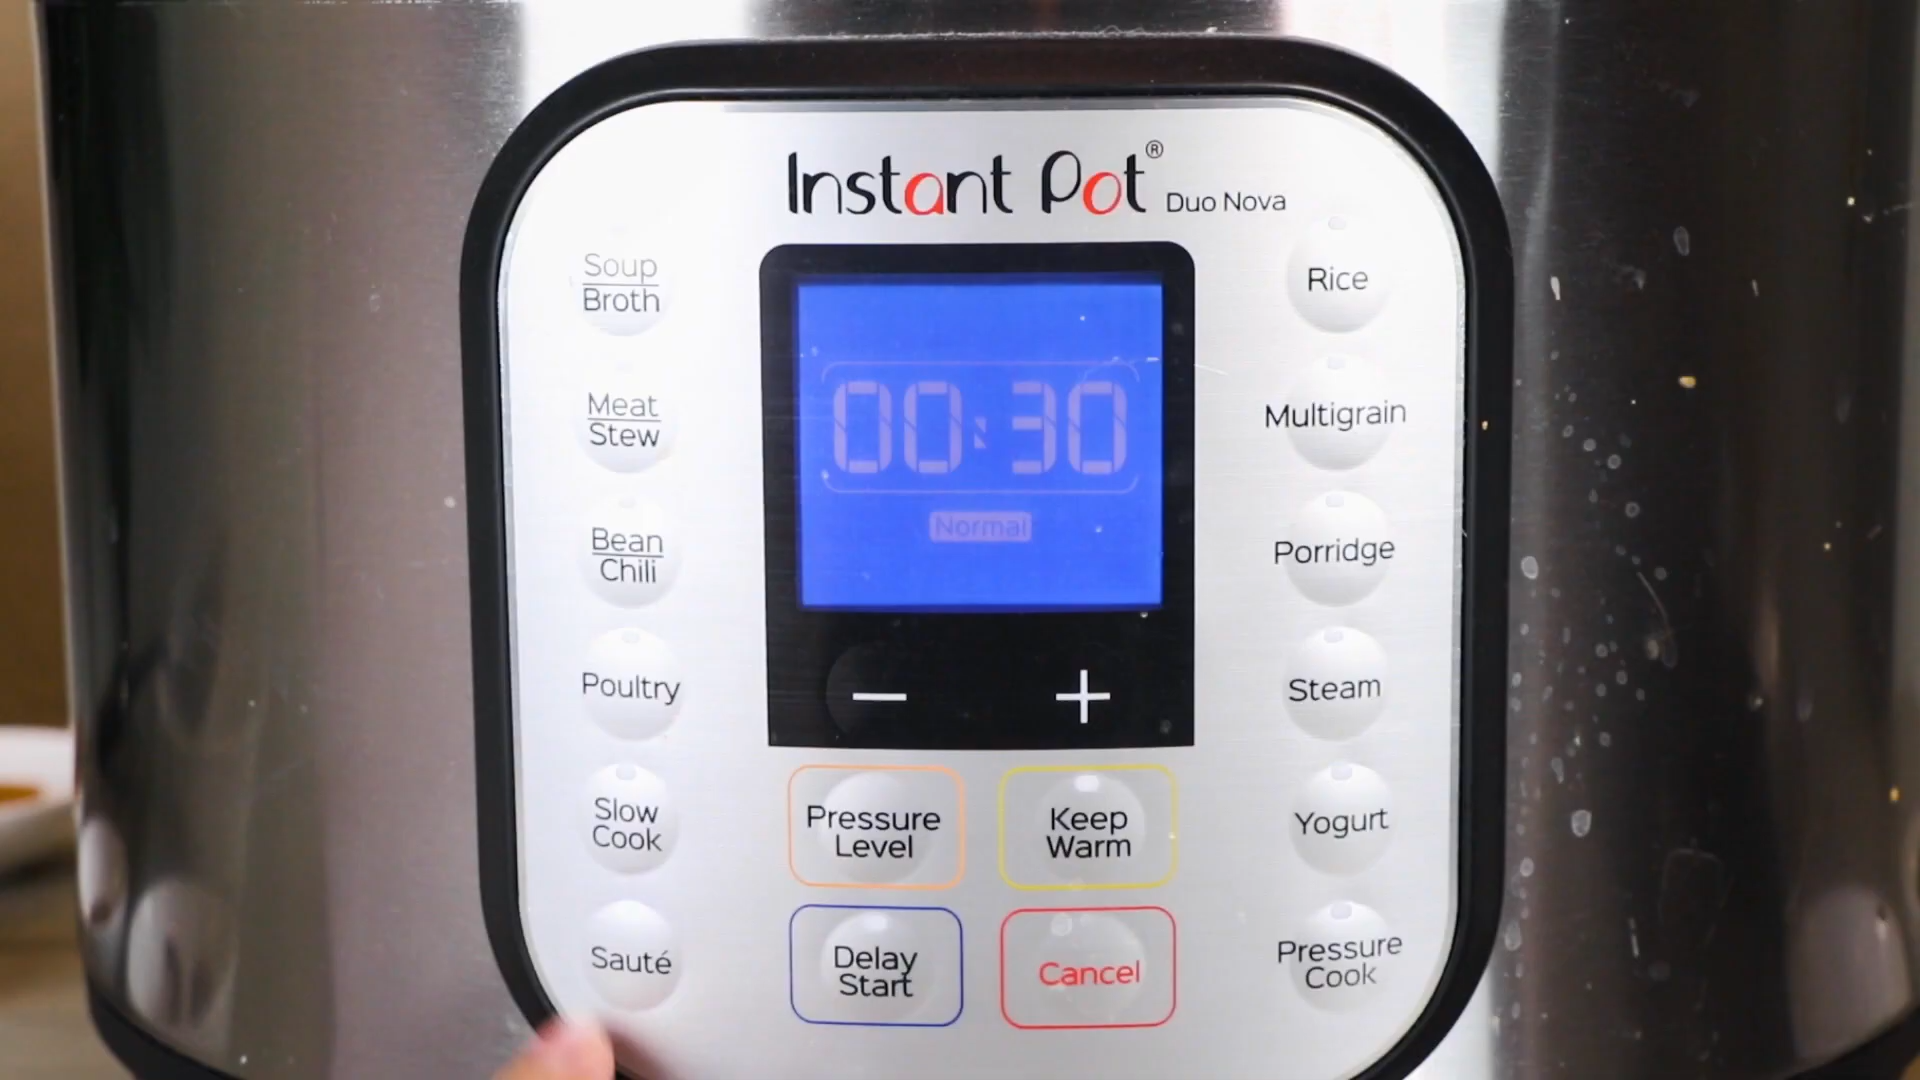 Instant Pot® Duo Nova
Soup
Broth
Meat
Stew
Bean
Chili
Poultry
Slow
Cook
Sauté
00:30
Normal
− +
Pressure
Level
Keep
Warm
Delay
Start
Cancel
Rice
Multigrain
Porridge
Steam
Yogurt
Pressure
Cook